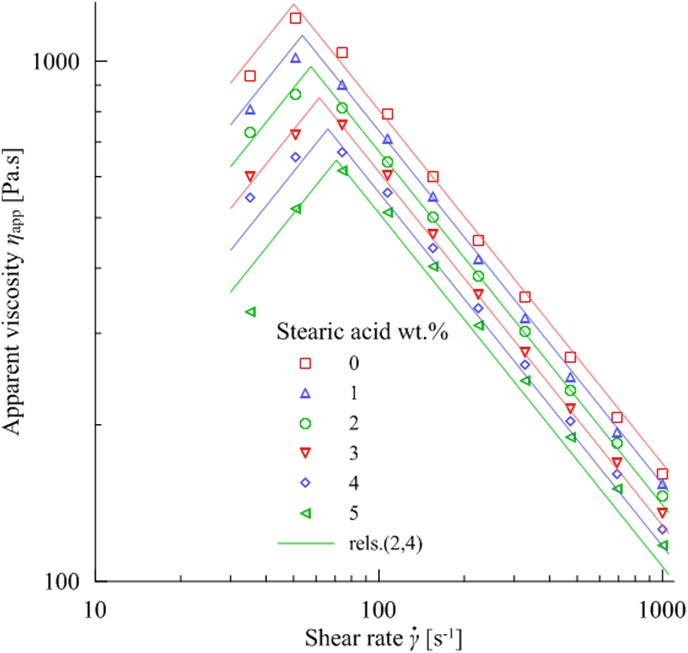 1000
100
Apparent viscosity ηapp [Pa.s]
Stearic acid wt.%
0
1
2
3
4
5
rels.(2,4)
10
100
1000
Shear rate γ̇ [s-1]